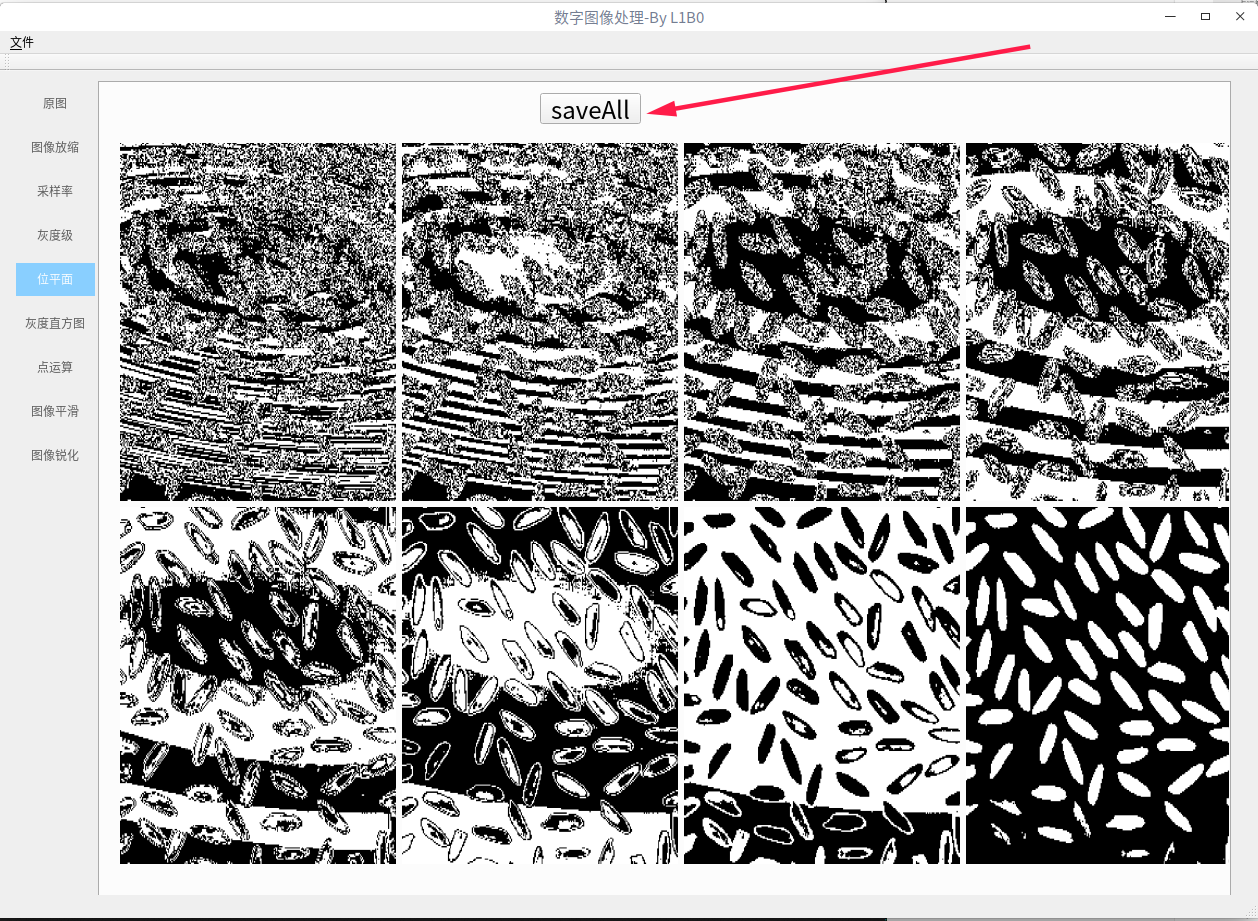 数字图像处理-By L1B0
文件
saveAll
原图
图像放缩
采样率
灰度级
位平面
灰度直方图
点运算
图像平滑
图像锐化